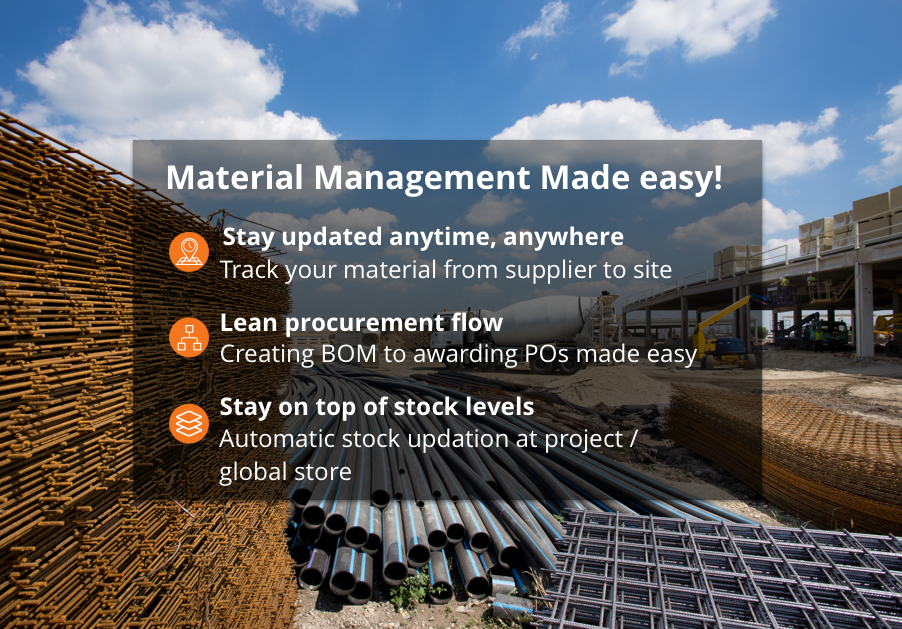 Material Management Made easy!
Stay updated anytime, anywhere
Track your material from supplier to site
Lean procurement flow
Creating BOM to awarding POs made easy
Stay on top of stock levels
Automatic stock updation at project /
global store